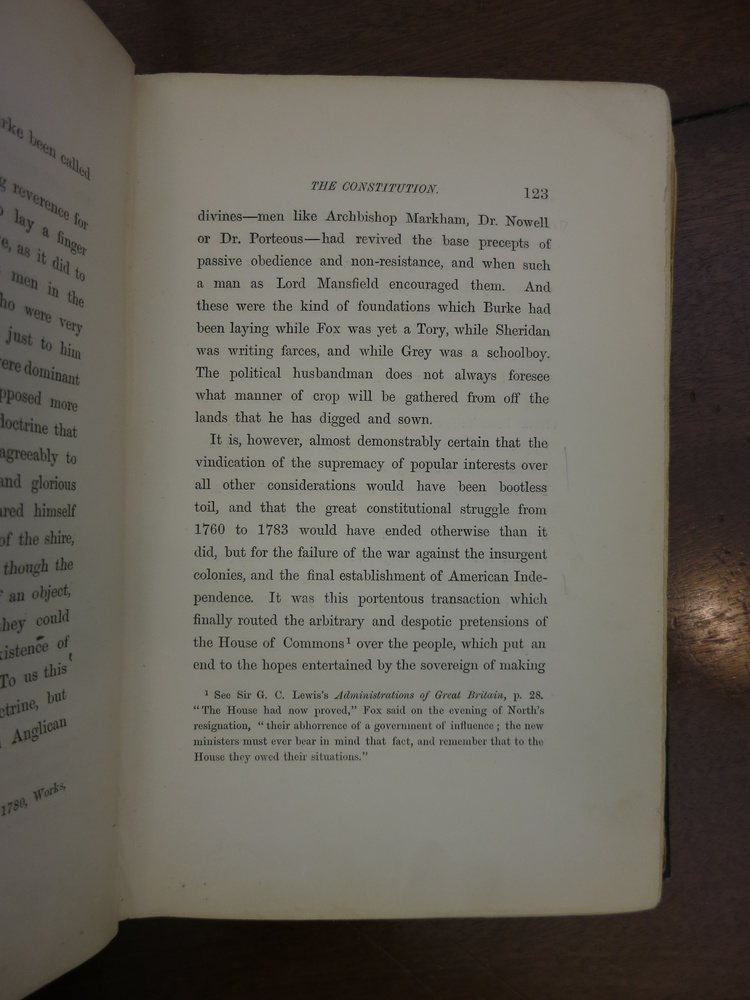 rke been called
g reverence for
lay a finger
e, as it did to
men in the
ho were very
just to him
ere dominant
pposed more
doctrine that
agreeably to
and glorious
red himself
of the shire,
though the
an object,
they could
istence of
To us this
ctrine, but
Anglican
1780, Works,
THE CONSTITUTION. 123
divines—men like Archbishop Markham, Dr. Nowell
or Dr. Porteous—had revived the base precepts of
passive obedience and non-resistance, and when such
a man as Lord Mansfield encouraged them. And
these were the kind of foundations which Burke had
been laying while Fox was yet a Tory, while Sheridan
was writing farces, and while Grey was a schoolboy.
The political husbandman does not always foresee
what manner of crop will be gathered from off the
lands that he has digged and sown.
It is, however, almost demonstrably certain that the
vindication of the supremacy of popular interests over
all other considerations would have been bootless
toil, and that the great constitutional struggle from
1760 to 1783 would have ended otherwise than it
did, but for the failure of the war against the insurgent
colonies, and the final establishment of American Inde-
pendence. It was this portentous transaction which
finally routed the arbitrary and despotic pretensions of
the House of Commons¹ over the people, which put an
end to the hopes entertained by the sovereign of making
¹ See Sir G. C. Lewis's Administrations of Great Britain, p. 28.
"The House had now proved," Fox said on the evening of North's
resignation, "their abhorrence of a government of influence; the new
ministers must ever bear in mind that fact, and remember that to the
House they owed their situations."